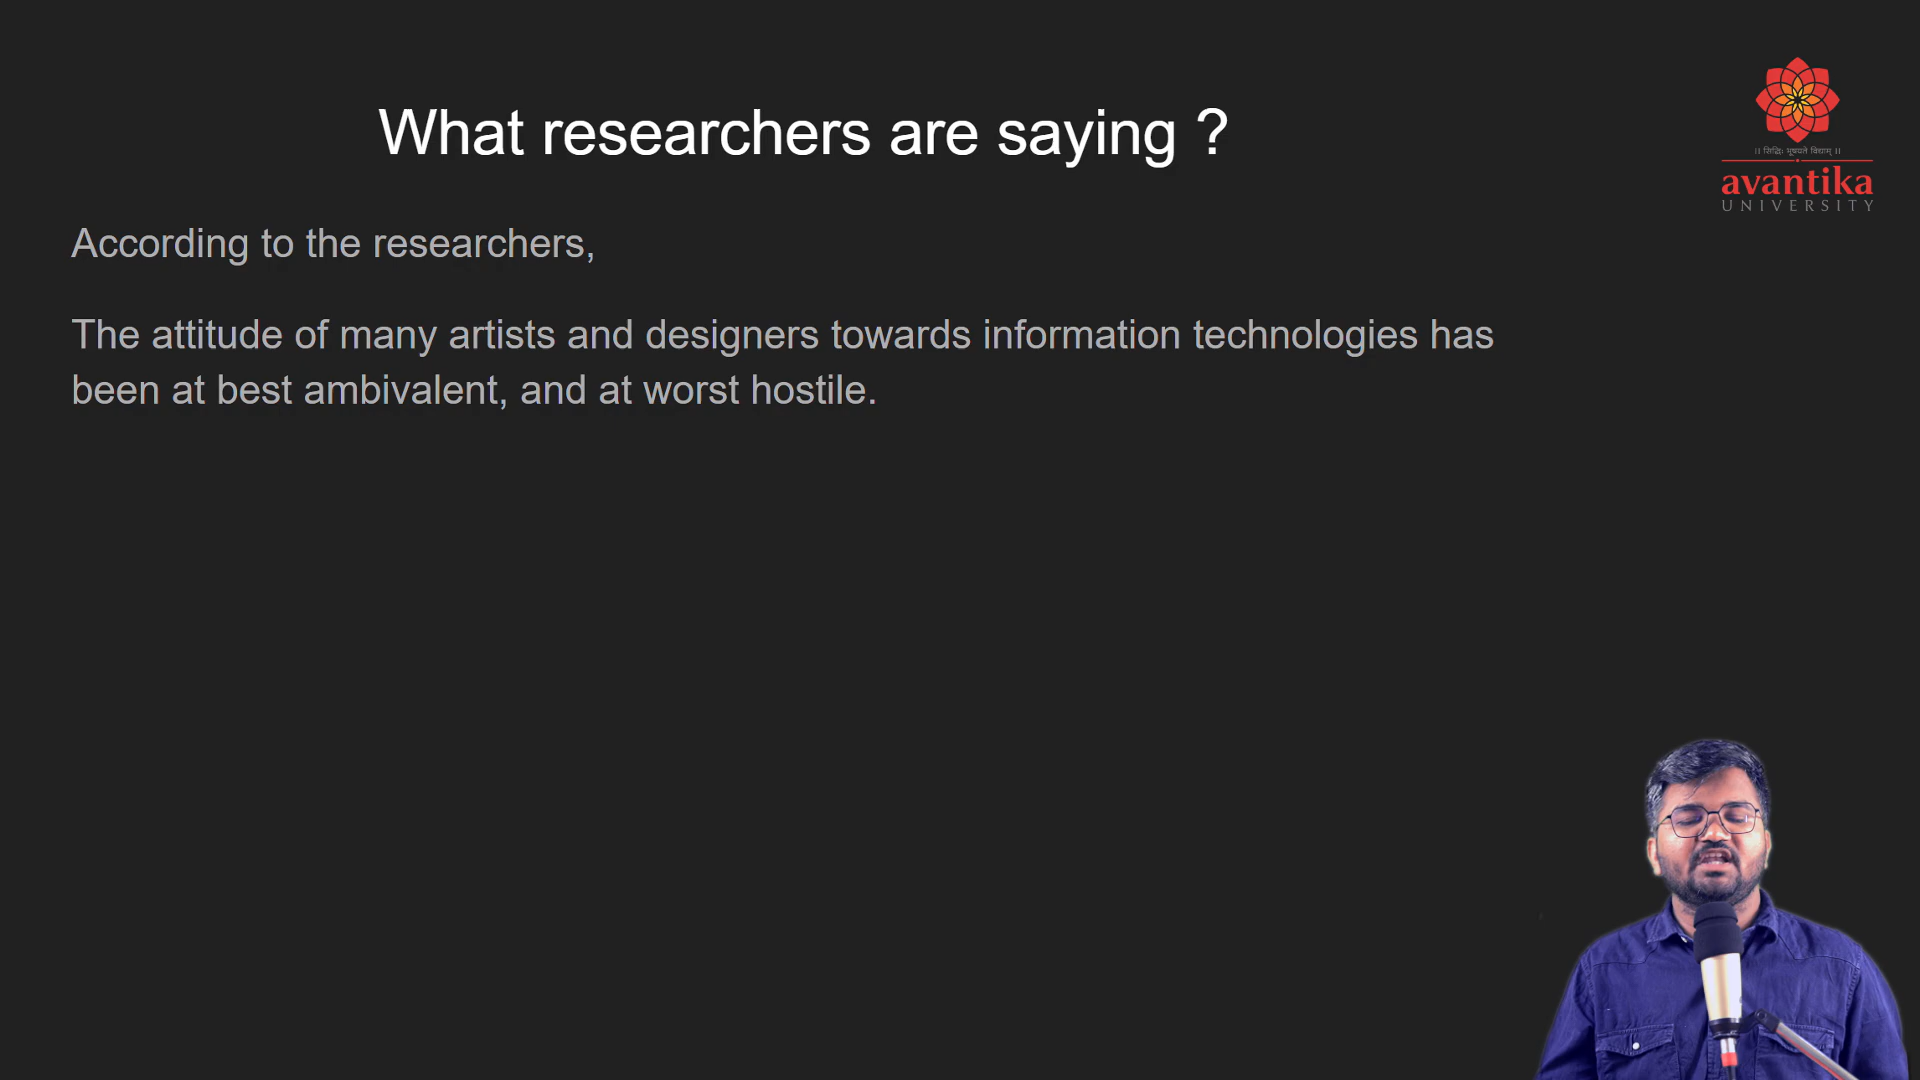 What researchers are saying ?
।। सिद्धिः भूषयते विद्याम् ।।
avantika
UNIVERSITY
According to the researchers,
The attitude of many artists and designers towards information technologies has
been at best ambivalent, and at worst hostile.